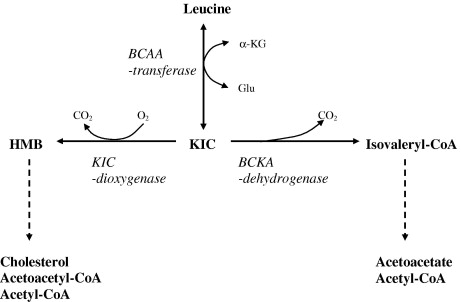 Leucine
BCAA
-transferase
α-KG
Glu
CO₂
O₂
CO₂
HMB
KIC
Isovaleryl-CoA
KIC
-dioxygenase
BCKA
-dehydrogenase
Cholesterol
Acetoacetyl-CoA
Acetyl-CoA
Acetoacetate
Acetyl-CoA